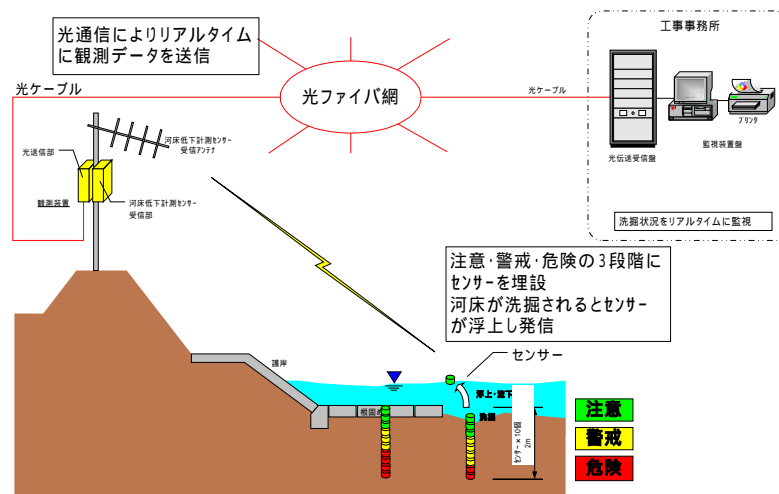 光通信によりリアルタイム
に観測データを送信
工事事務所
光ケーブル
光ファイバ網
光ケーブル
プリンタ
監視装置盤
光伝送受信盤
河床低下計測センサー
受信アンテナ
光送信部
観測装置
河床低下計測センサー
受信部
洗掘状況をリアルタイムに監視
注意・警戒・危険の3段階に
センサーを埋設
河床が洗掘されるとセンサー
が浮上し発信
センサー
護岸
浮上・流下
根固め
洗掘
センサー×10個
2m
注意
警戒
危険